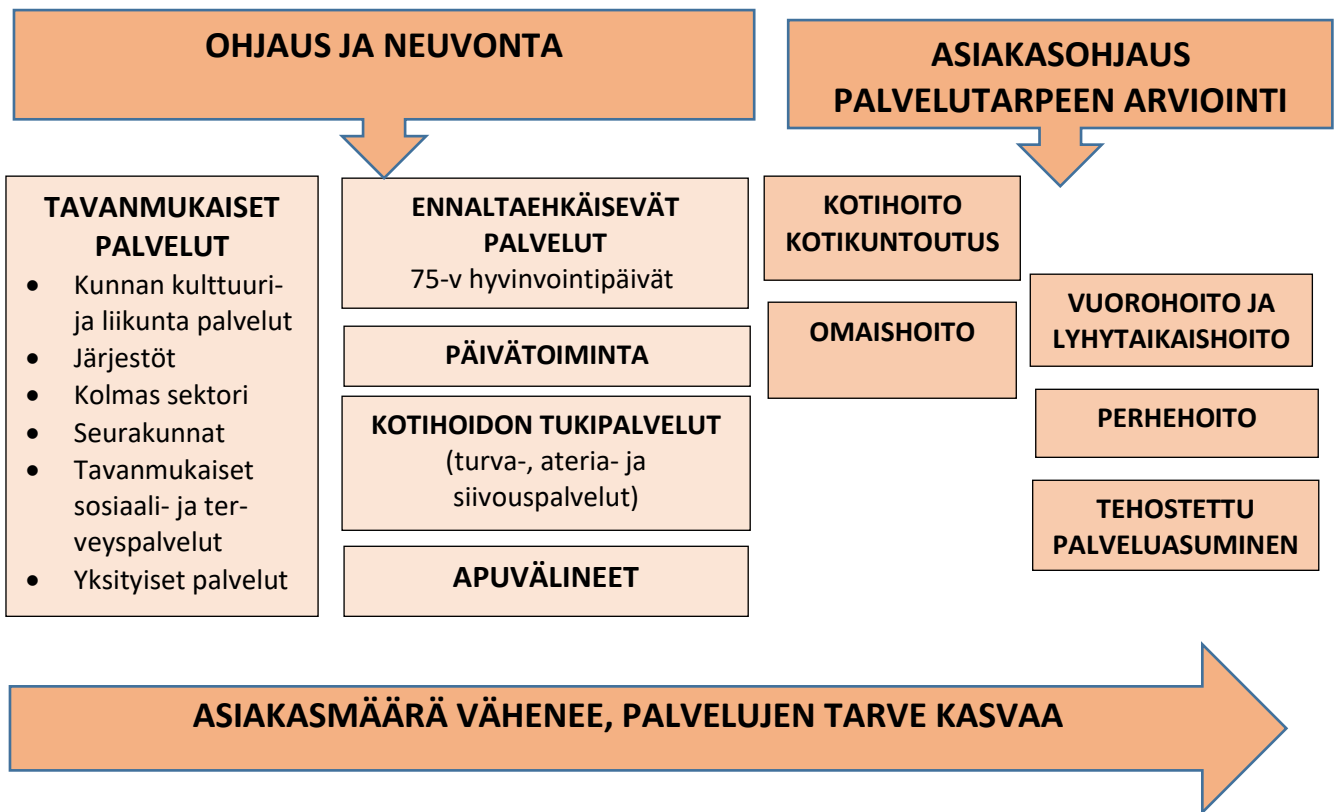 OHJAUS JA NEUVONTA
ASIAKASOHJAUS
PALVELUTARPEEN ARVIOINTI
TAVANMUKAISET
PALVELUT
• Kunnan kulttuuri-
ja liikunta palvelut
• Järjestöt
• Kolmas sektori
• Seurakunnat
• Tavanmukaiset
sosiaali- ja ter-
veyspalvelut
• Yksityiset palvelut
ENNALTAEHKÄISEVÄT
PALVELUT
75-v hyvinvointipäivät
PÄIVÄTOIMINTA
KOTIHOIDON TUKIPALVELUT
(turva-, ateria- ja
siivouspalvelut)
APUVÄLINEET
KOTIHOITO
KOTIKUNTOUTUS
OMAISHOITO
VUOROHOITO JA
LYHYTAIKAISHOITO
PERHEHOITO
TEHOSTETTU
PALVELUASUMINEN
ASIAKASMÄÄRÄ VÄHENEE, PALVELUJEN TARVE KASVAA